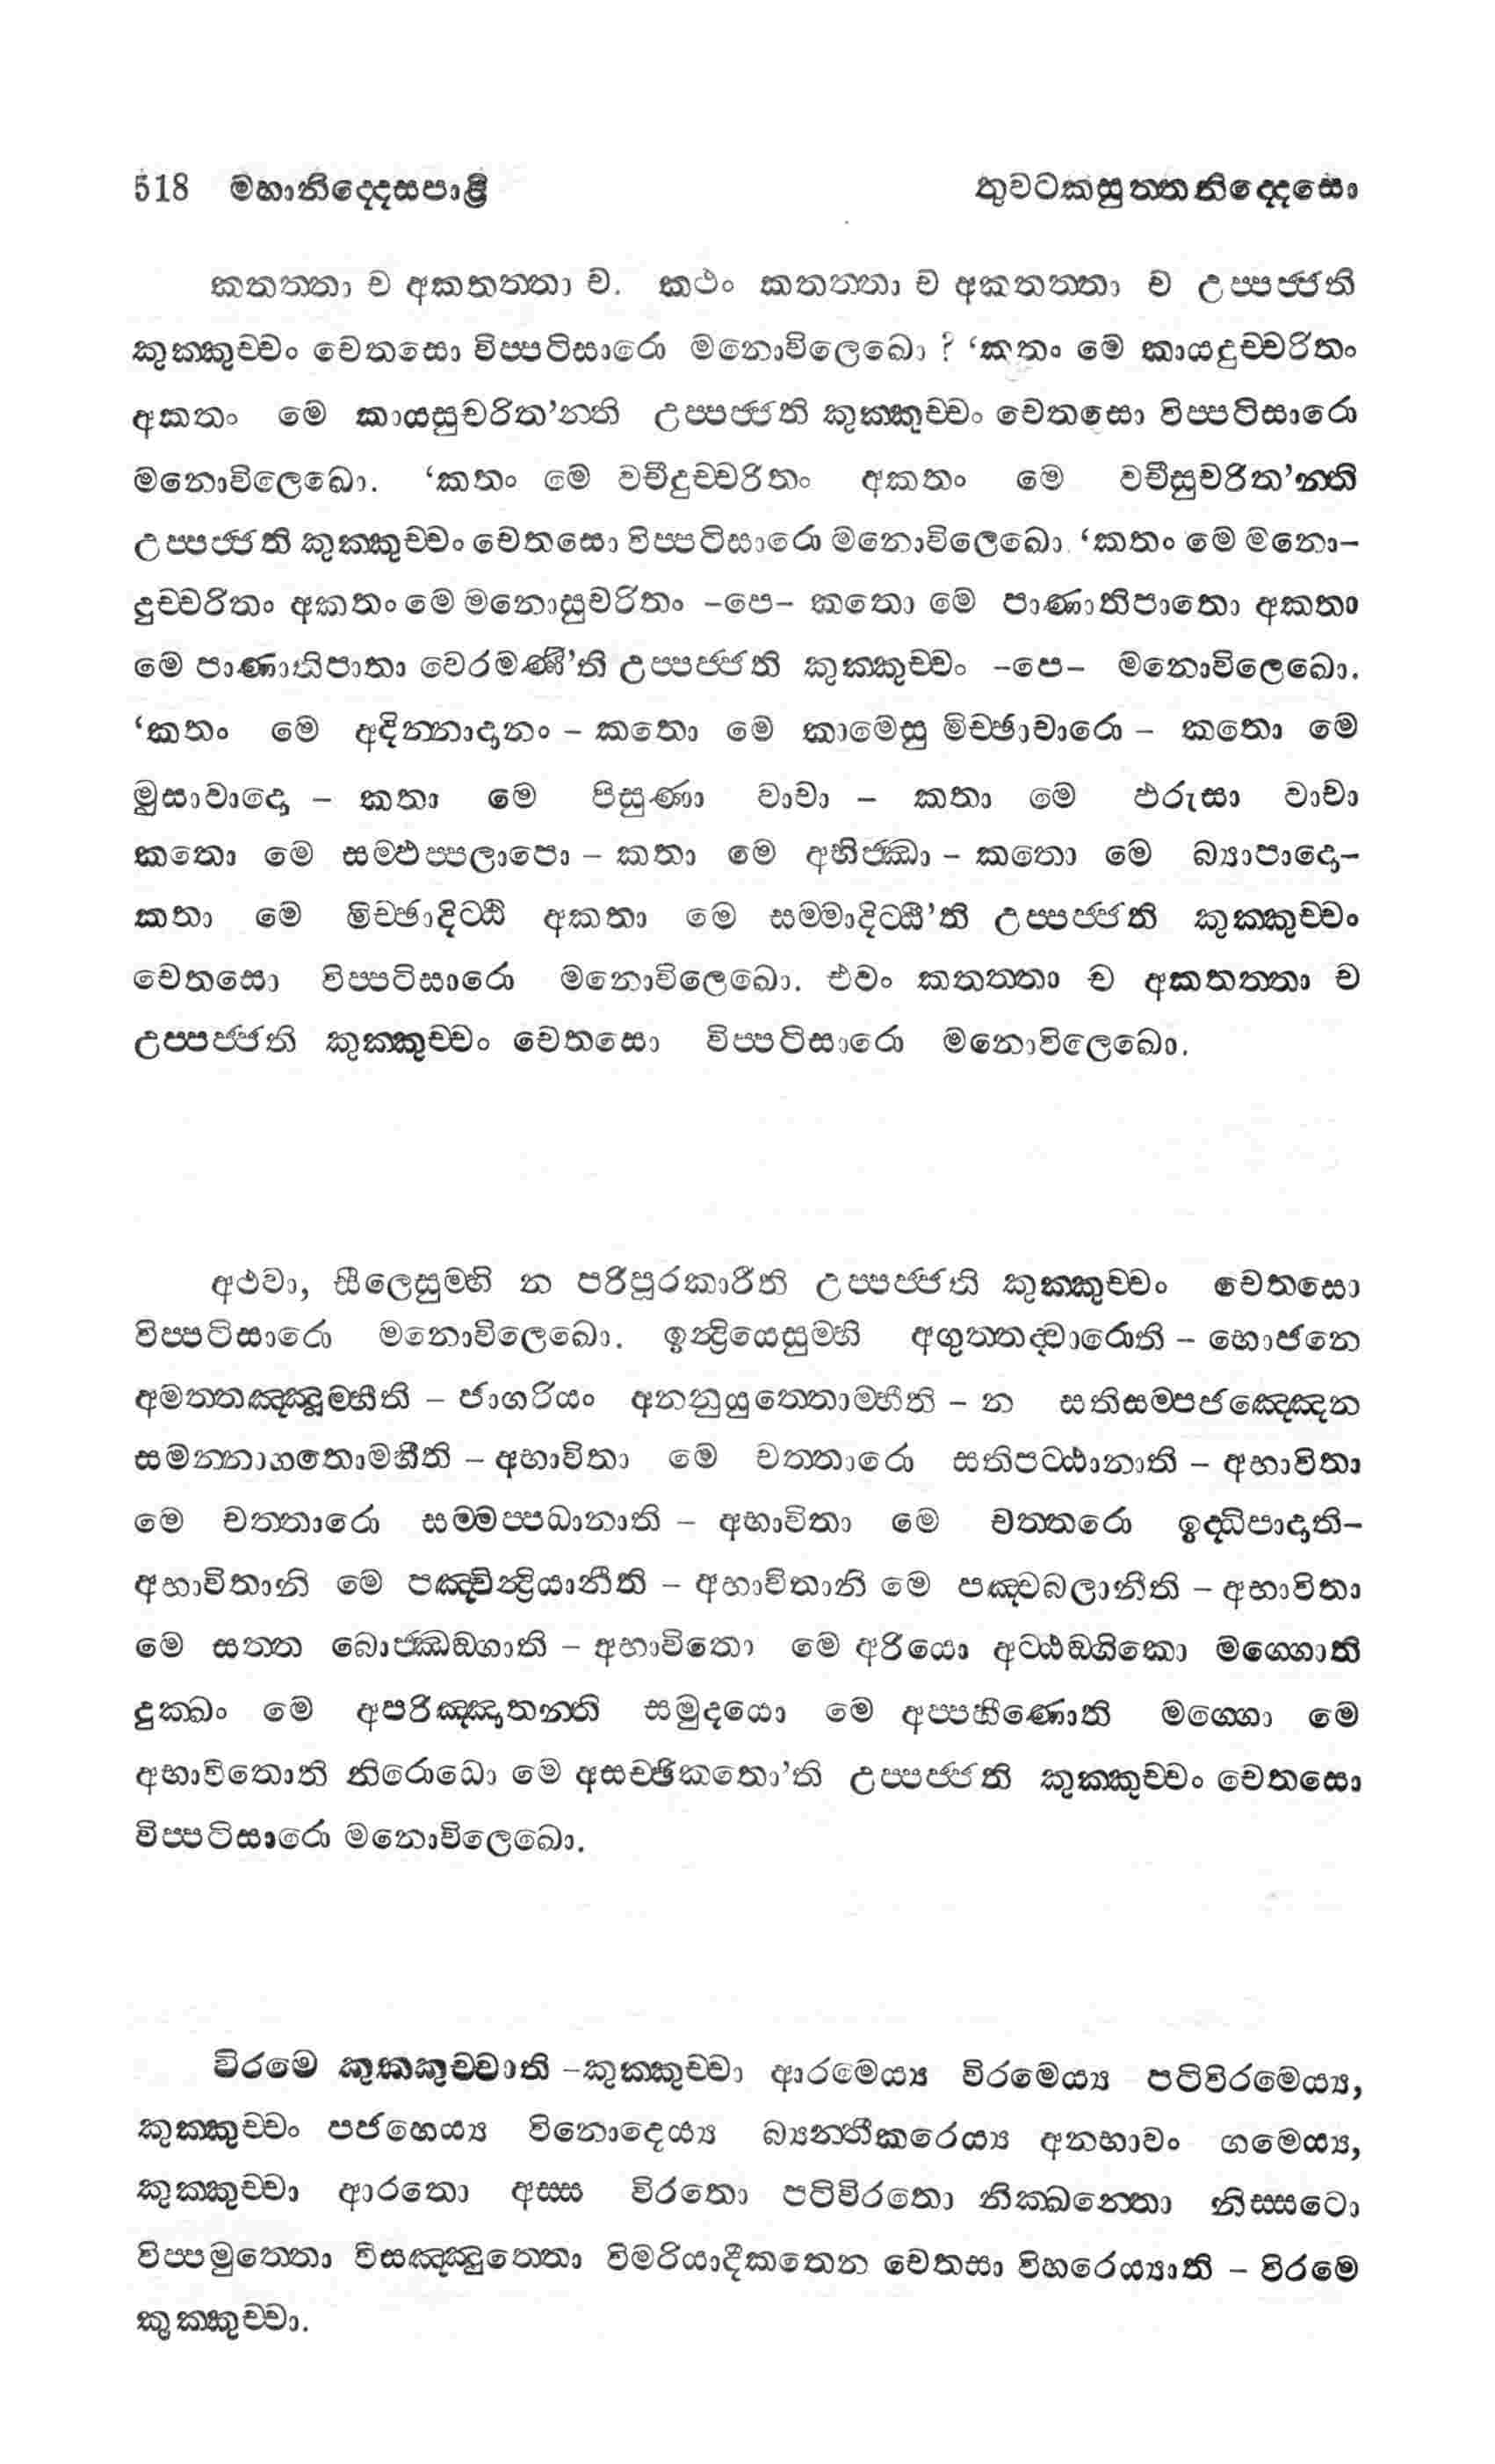 518 මහානිද්දෙසපාළි තුවටකසුත්තනිද්දෙසො
කතත්තා ච අකතත්තා ච. කථං කතත්තා ච අකතත්තා ච උප්පජ්ජති
කුක්කුච්චං චෙතසො විප්පටිසාරො මනොවිලෙඛො ? ‘කතං මෙ කායදුච්චරිතං
අකතං මෙ කායසුචරිත’න්ති උප්පජ්ජති කුක්කුච්චං චෙතසො විප්පටිසාරො
මනොවිලෙඛො. ‘කතං මෙ වචීදුච්චරිතං අකතං මෙ වචීසුචරිත’න්ති
උප්පජ්ජති කුක්කුච්චං චෙතසො විප්පටිසාරො මනොවිලෙඛො. ‘කතං මෙ මනො–
දුච්චරිතං අකතං මෙ මනොසුචරිතං –පෙ– කතො මෙ පාණාතිපාතො අකතා
මෙ පාණාතිපාතා වෙරමණී’ති උප්පජ්ජති කුක්කුච්චං –පෙ– මනොවිලෙඛො.
‘කතං මෙ අදින්නාදානං – කතො මෙ කාමෙසු මිච්ඡාචාරො – කතො මෙ
මුසාවාදො – කතා මෙ පිසුණා වාචා – කතා මෙ ඵරුසා වාචා
කතො මෙ සම්ඵප්පලාපො – කතා මෙ අභිජ්ඣා – කතො මෙ බ්‍යාපාදො–
කතා මෙ මිච්ඡාදිට්ඨි අකතා මෙ සම්මාදිට්ඨී’ති උප්පජ්ජති කුක්කුච්චං
චෙතසො විප්පටිසාරො මනොවිලෙඛො. එවං කතත්තා ච අකතත්තා ච
උප්පජ්ජති කුක්කුච්චං චෙතසො විප්පටිසාරො මනොවිලෙඛො.
අථවා, සීලෙසුම්හි න පරිපූරකාරීති උප්පජ්ජති කුක්කුච්චං චෙතසො
විප්පටිසාරො මනොවිලෙඛො. ඉන්ද්‍රියෙසුම්හි අගුත්තද්වාරොති – භොජනෙ
අමත්තඤ්ඤූම්හීති – ජාගරියං අනනුයුත්තොම්හීති – න සතිසම්පජඤ්ඤෙන
සමන්නාගතොම්හීති – අභාවිතා මෙ චත්තාරො සතිපට්ඨානාති – අභාවිතා
මෙ චත්තාරො සම්මප්පධානාති – අභාවිතා මෙ චත්තරො ඉද්ධිපාදාති–
අභාවිතානි මෙ පඤ්චින්ද්‍රියානීති – අභාවිතානි මෙ පඤ්චබලානීති – අභාවිතා
මෙ සත්ත බොජ්ඣඞ්ගාති – අභාවිතො මෙ අරියො අට්ඨඞ්ගිකො මග්ගොති
දුක්ඛං මෙ අපරිඤ්ඤාතන්ති සමුදයො මෙ අප්පහීණොති මග්ගො මෙ
අභාවිතොති නිරොධො මෙ අසච්ඡිකතො’ති උප්පජ්ජති කුක්කුච්චං චෙතසො
විප්පටිසාරො මනොවිලෙඛො.
විරමෙ කුක්කුච්චාති –කුක්කුච්චා ආරමෙය්‍ය විරමෙය්‍ය පටිවිරමෙය්‍ය,
කුක්කුච්චං පජහෙය්‍ය විනොදෙය්‍ය බ්‍යන්තීකරෙය්‍ය අනභාවං ගමෙය්‍ය,
කුක්කුච්චා ආරතො අස්ස විරතො පටිවිරතො නික්ඛන්තො නිස්සටො
විප්පමුත්තො විසඤ්ඤුත්තො විමරියාදීකතෙන චෙතසා විහරෙය්‍යාති – විරමෙ
කුක්කුච්චා.